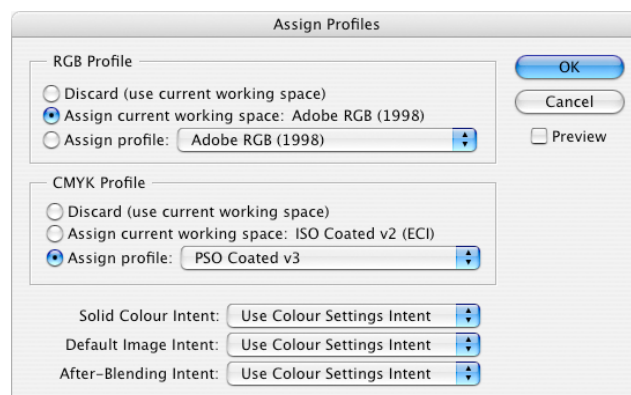 Assign Profiles
RGB Profile
Discard (use current working space)
Assign current working space: Adobe RGB (1998)
Assign profile: Adobe RGB (1998)
OK
Cancel
Preview
CMYK Profile
Discard (use current working space)
Assign current working space: ISO Coated v2 (ECI)
Assign profile: PSO Coated v3
Solid Colour Intent: Use Colour Settings Intent
Default Image Intent: Use Colour Settings Intent
After-Blending Intent: Use Colour Settings Intent